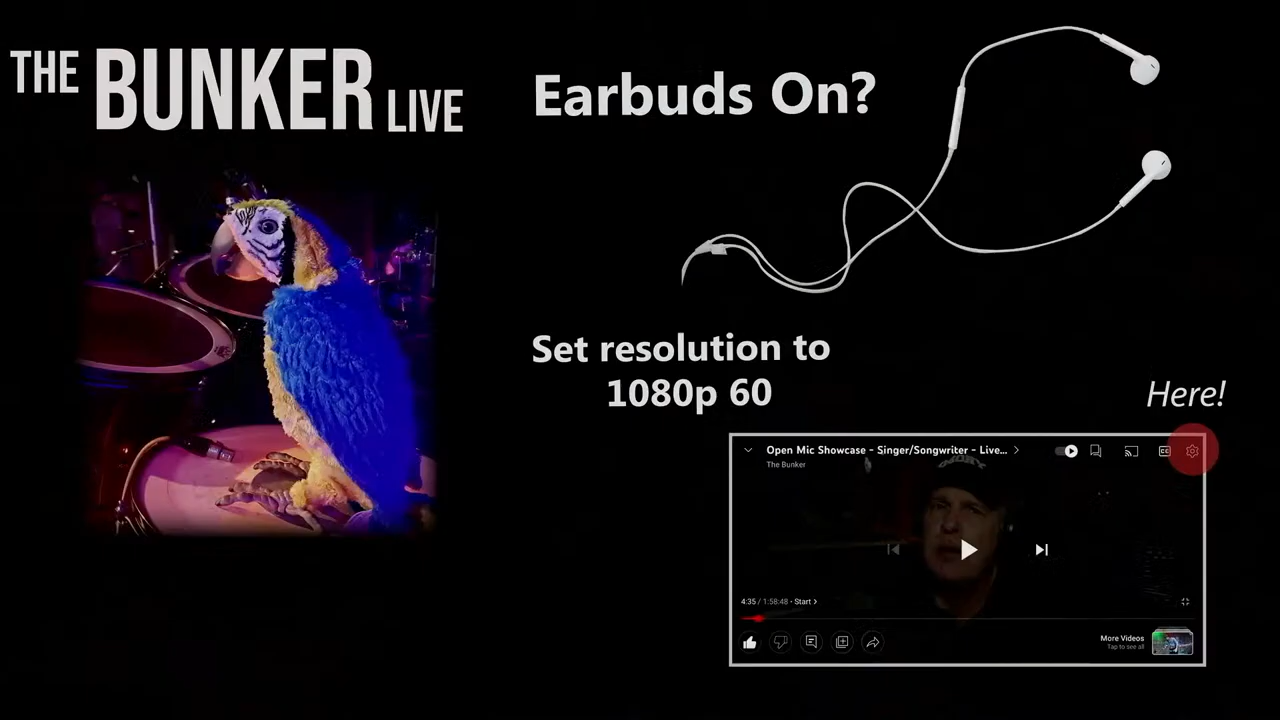 THE BUNKER LIVE
Earbuds On?
Set resolution to
1080p 60
Here!
Open Mic Showcase - Singer/Songwriter - Live...
The Bunker
CC
4:35 / 1:58:48 • Start
More Videos
Tap to see all